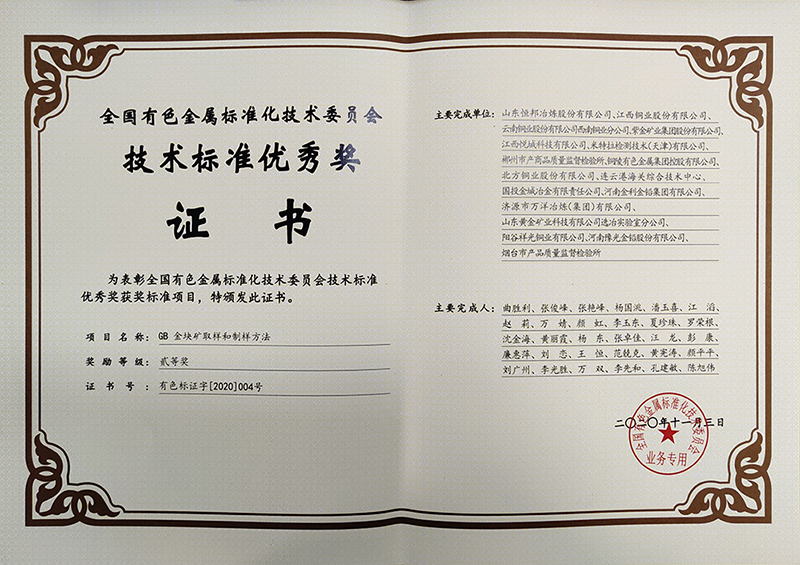 全国有色金属标准化技术委员会
技术标准优秀奖
证 书
为表彰全国有色金属标准化技术委员会技术标准
优秀奖获奖标准项目，特颁发此证书。
项目名称： GB 金块矿取样和制样方法
奖励等级： 贰等奖
证书号： 有色标证字[2020]004号
主要完成单位： 山东恒邦冶炼股份有限公司、江西铜业股份有限公司、
云南铜业股份有限公司西南铜业分公司、紫金矿业集团股份有限公司、
江西悦城科技有限公司、米特拉检测技术(天津)有限公司、
郴州市产商品质量监督检验所、铜陵有色金属集团控股有限公司、
北方铜业股份有限公司、连云港海关综合技术中心、
国投金城冶金有限责任公司、河南金利金铅集团有限公司、
济源市万洋冶炼(集团)有限公司、
山东黄金矿业科技有限公司选冶实验室分公司、
阳谷祥光铜业有限公司、河南豫光金铅股份有限公司、
烟台市产品质量监督检验所
主要完成人： 曲胜利、张俊峰、张艳峰、杨国洮、潘玉喜、江 滔、
赵 莉、万 婧、颜 虹、李玉东、夏珍珠、罗荣根、
沈金海、黄丽霞、杨 东、张卓佳、汪 龙、彭 康、
廉惠萍、刘 恋、王 恒、范锐克、黄宪涛、颜平平、
刘广州、李光胜、万 双、李先和、孔建敏、陈旭伟
二〇二〇年十一月三日
全国有色金属标准化技术委员会
业务专用